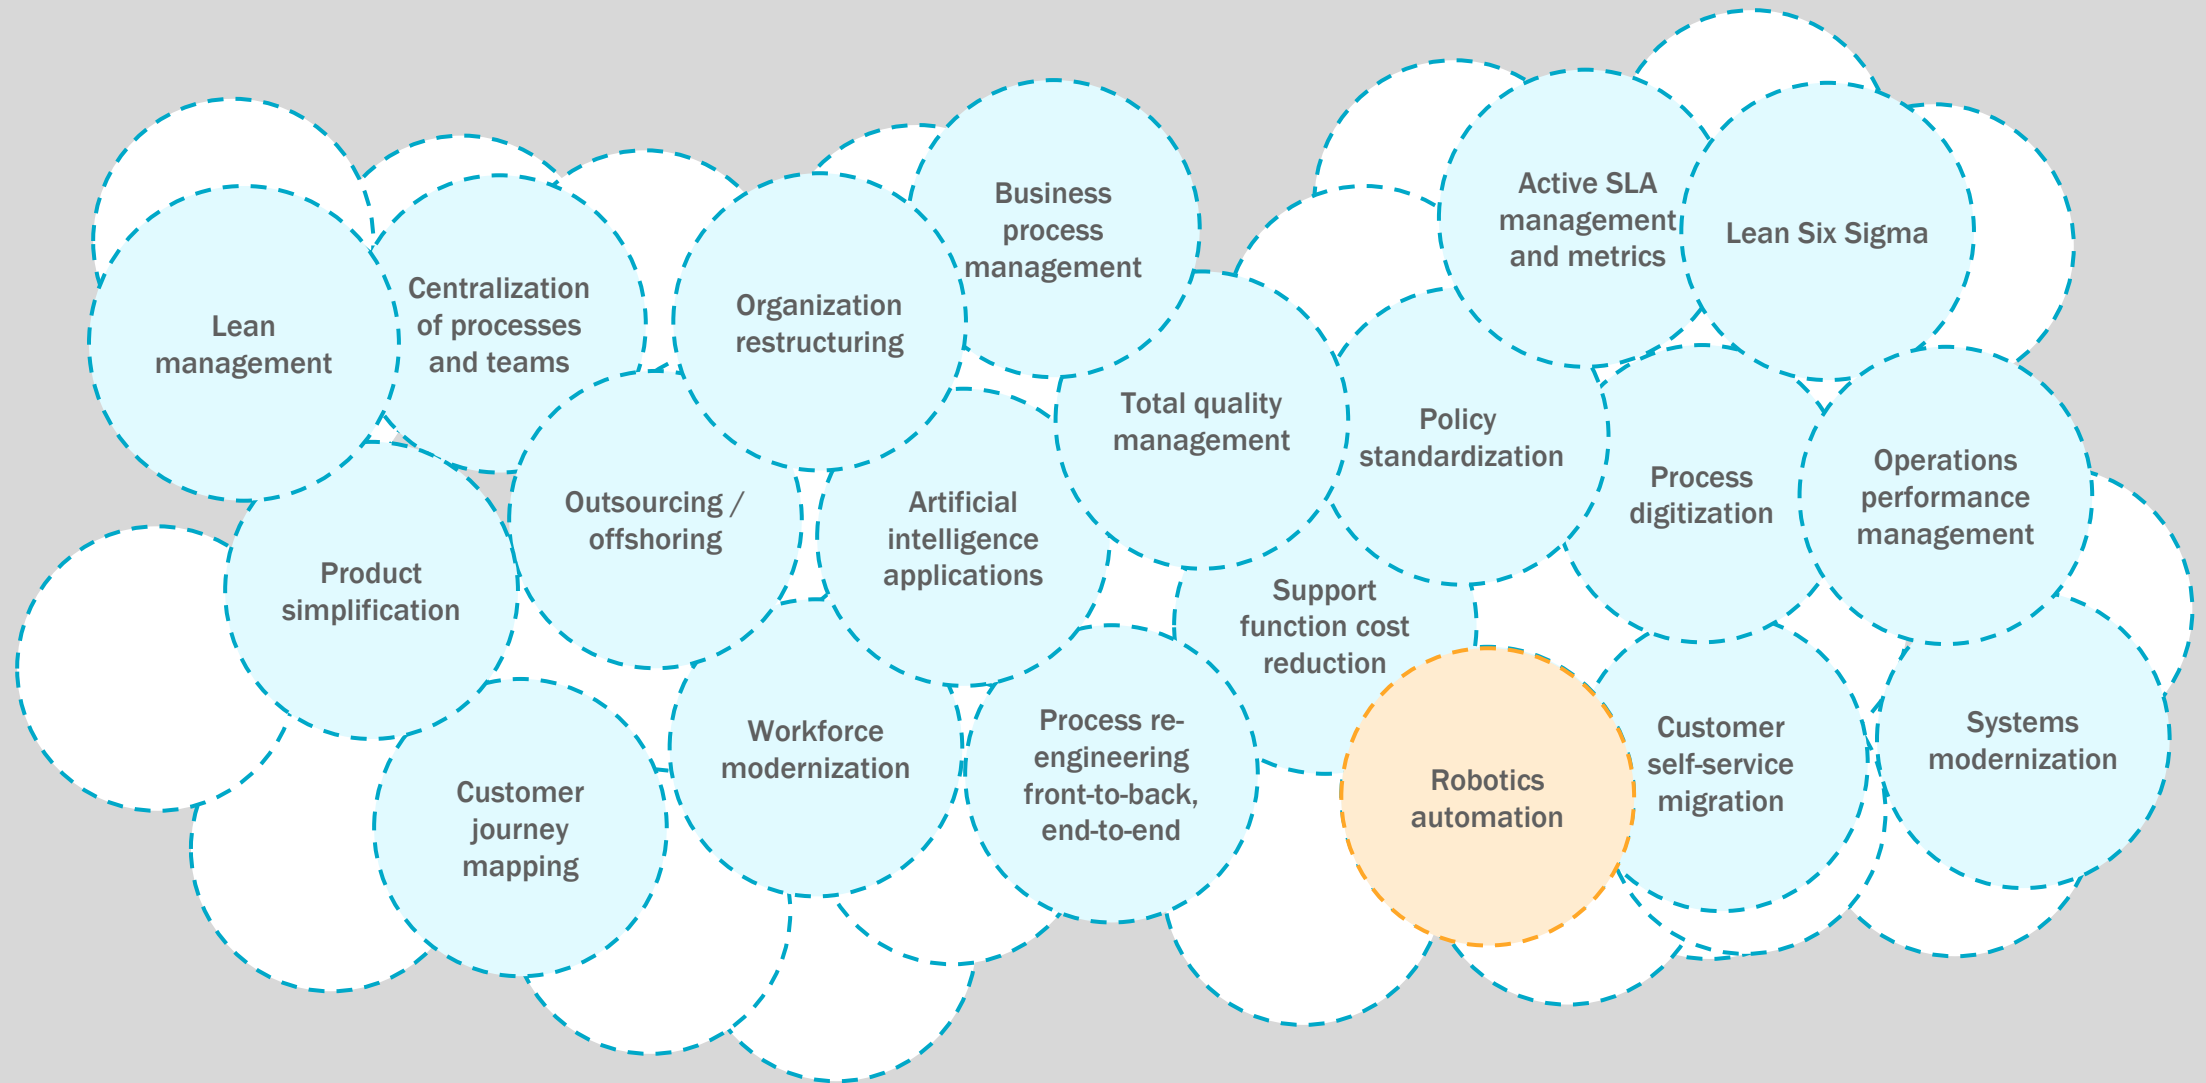 Lean
management
Centralization
of processes
and teams
Organization
restructuring
Business
process
management
Active SLA
management
and metrics
Lean Six Sigma
Outsourcing /
offshoring
Artificial
intelligence
applications
Total quality
management
Policy
standardization
Process
digitization
Operations
performance
management
Product
simplification
Support
function cost
reduction
Customer
journey
mapping
Workforce
modernization
Process re-
engineering
front-to-back,
end-to-end
Robotics
automation
Customer
self-service
migration
Systems
modernization